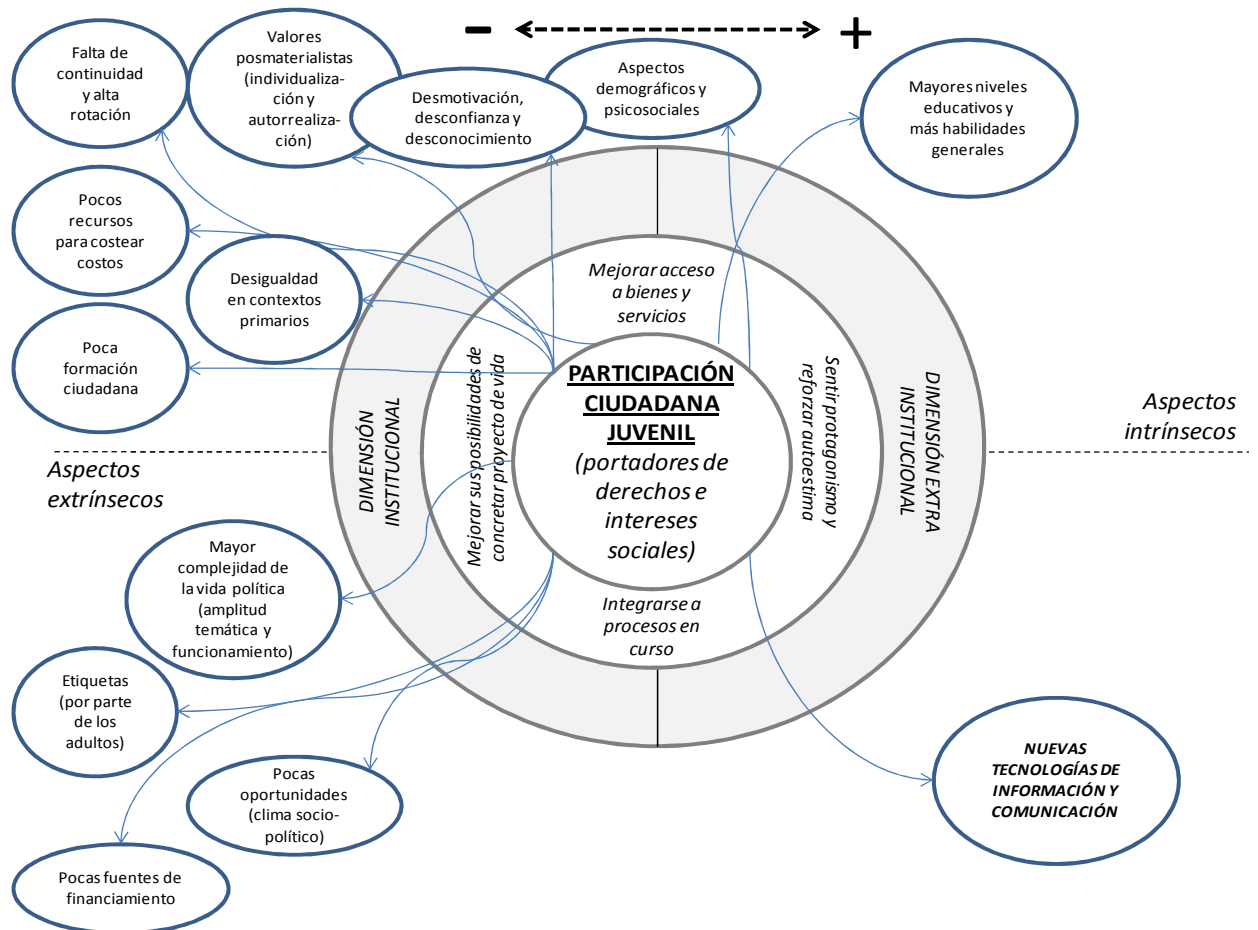 - +
Falta de
continuidad
y alta
rotación
Valores
posmaterialistas
(individualiza-
ción y
autorrealiza-
ción)
Desmotivación,
desconfianza y
desconocimiento
Aspectos
demográficos y
psicosociales
Mayores niveles
educativos y
más habilidades
generales
Pocos
recursos
para costear
costos
Desigualdad
en contextos
primarios
Poca
formación
ciudadana
Mejorar acceso
a bienes y
servicios
DIMENSIÓN
INSTITUCIONAL
Mejorar sus posibilidades de
concretar proyecto de vida
PARTICIPACIÓN
CIUDADANA
JUVENIL
(portadores de
derechos e
intereses
sociales)
Sentir protagonismo y
reforzar autoestima
DIMENSIÓN EXTRA
INSTITUCIONAL
Aspectos
intrínsecos
Aspectos
extrínsecos
Integrarse a
procesos en
curso
Mayor
complejidad de
la vida política
(amplitud
temática y
funcionamiento)
Etiquetas
(por parte
de los
adultos)
Pocas
oportunidades
(clima socio-
político)
Pocas fuentes de
financiamiento
NUEVAS
TECNOLOGÍAS DE
INFORMACIÓN Y
COMUNICACIÓN